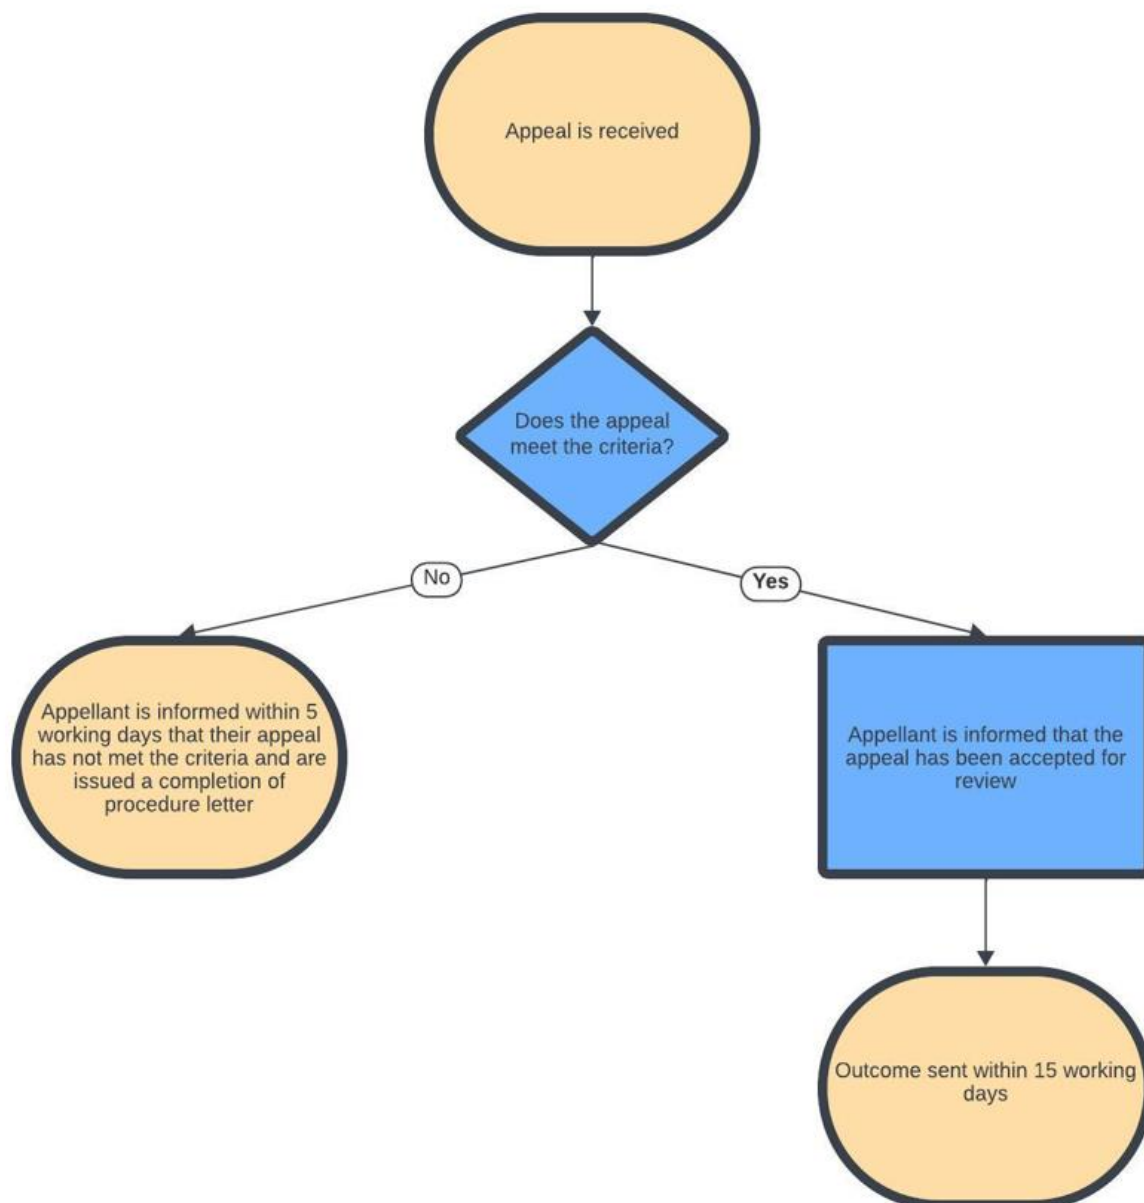 Appeal is received
Does the appeal
meet the criteria?
No
Yes
Appellant is informed within 5
working days that their appeal
has not met the criteria and are
issued a completion of
procedure letter
Appellant is informed that the
appeal has been accepted for
review
Outcome sent within 15 working
days